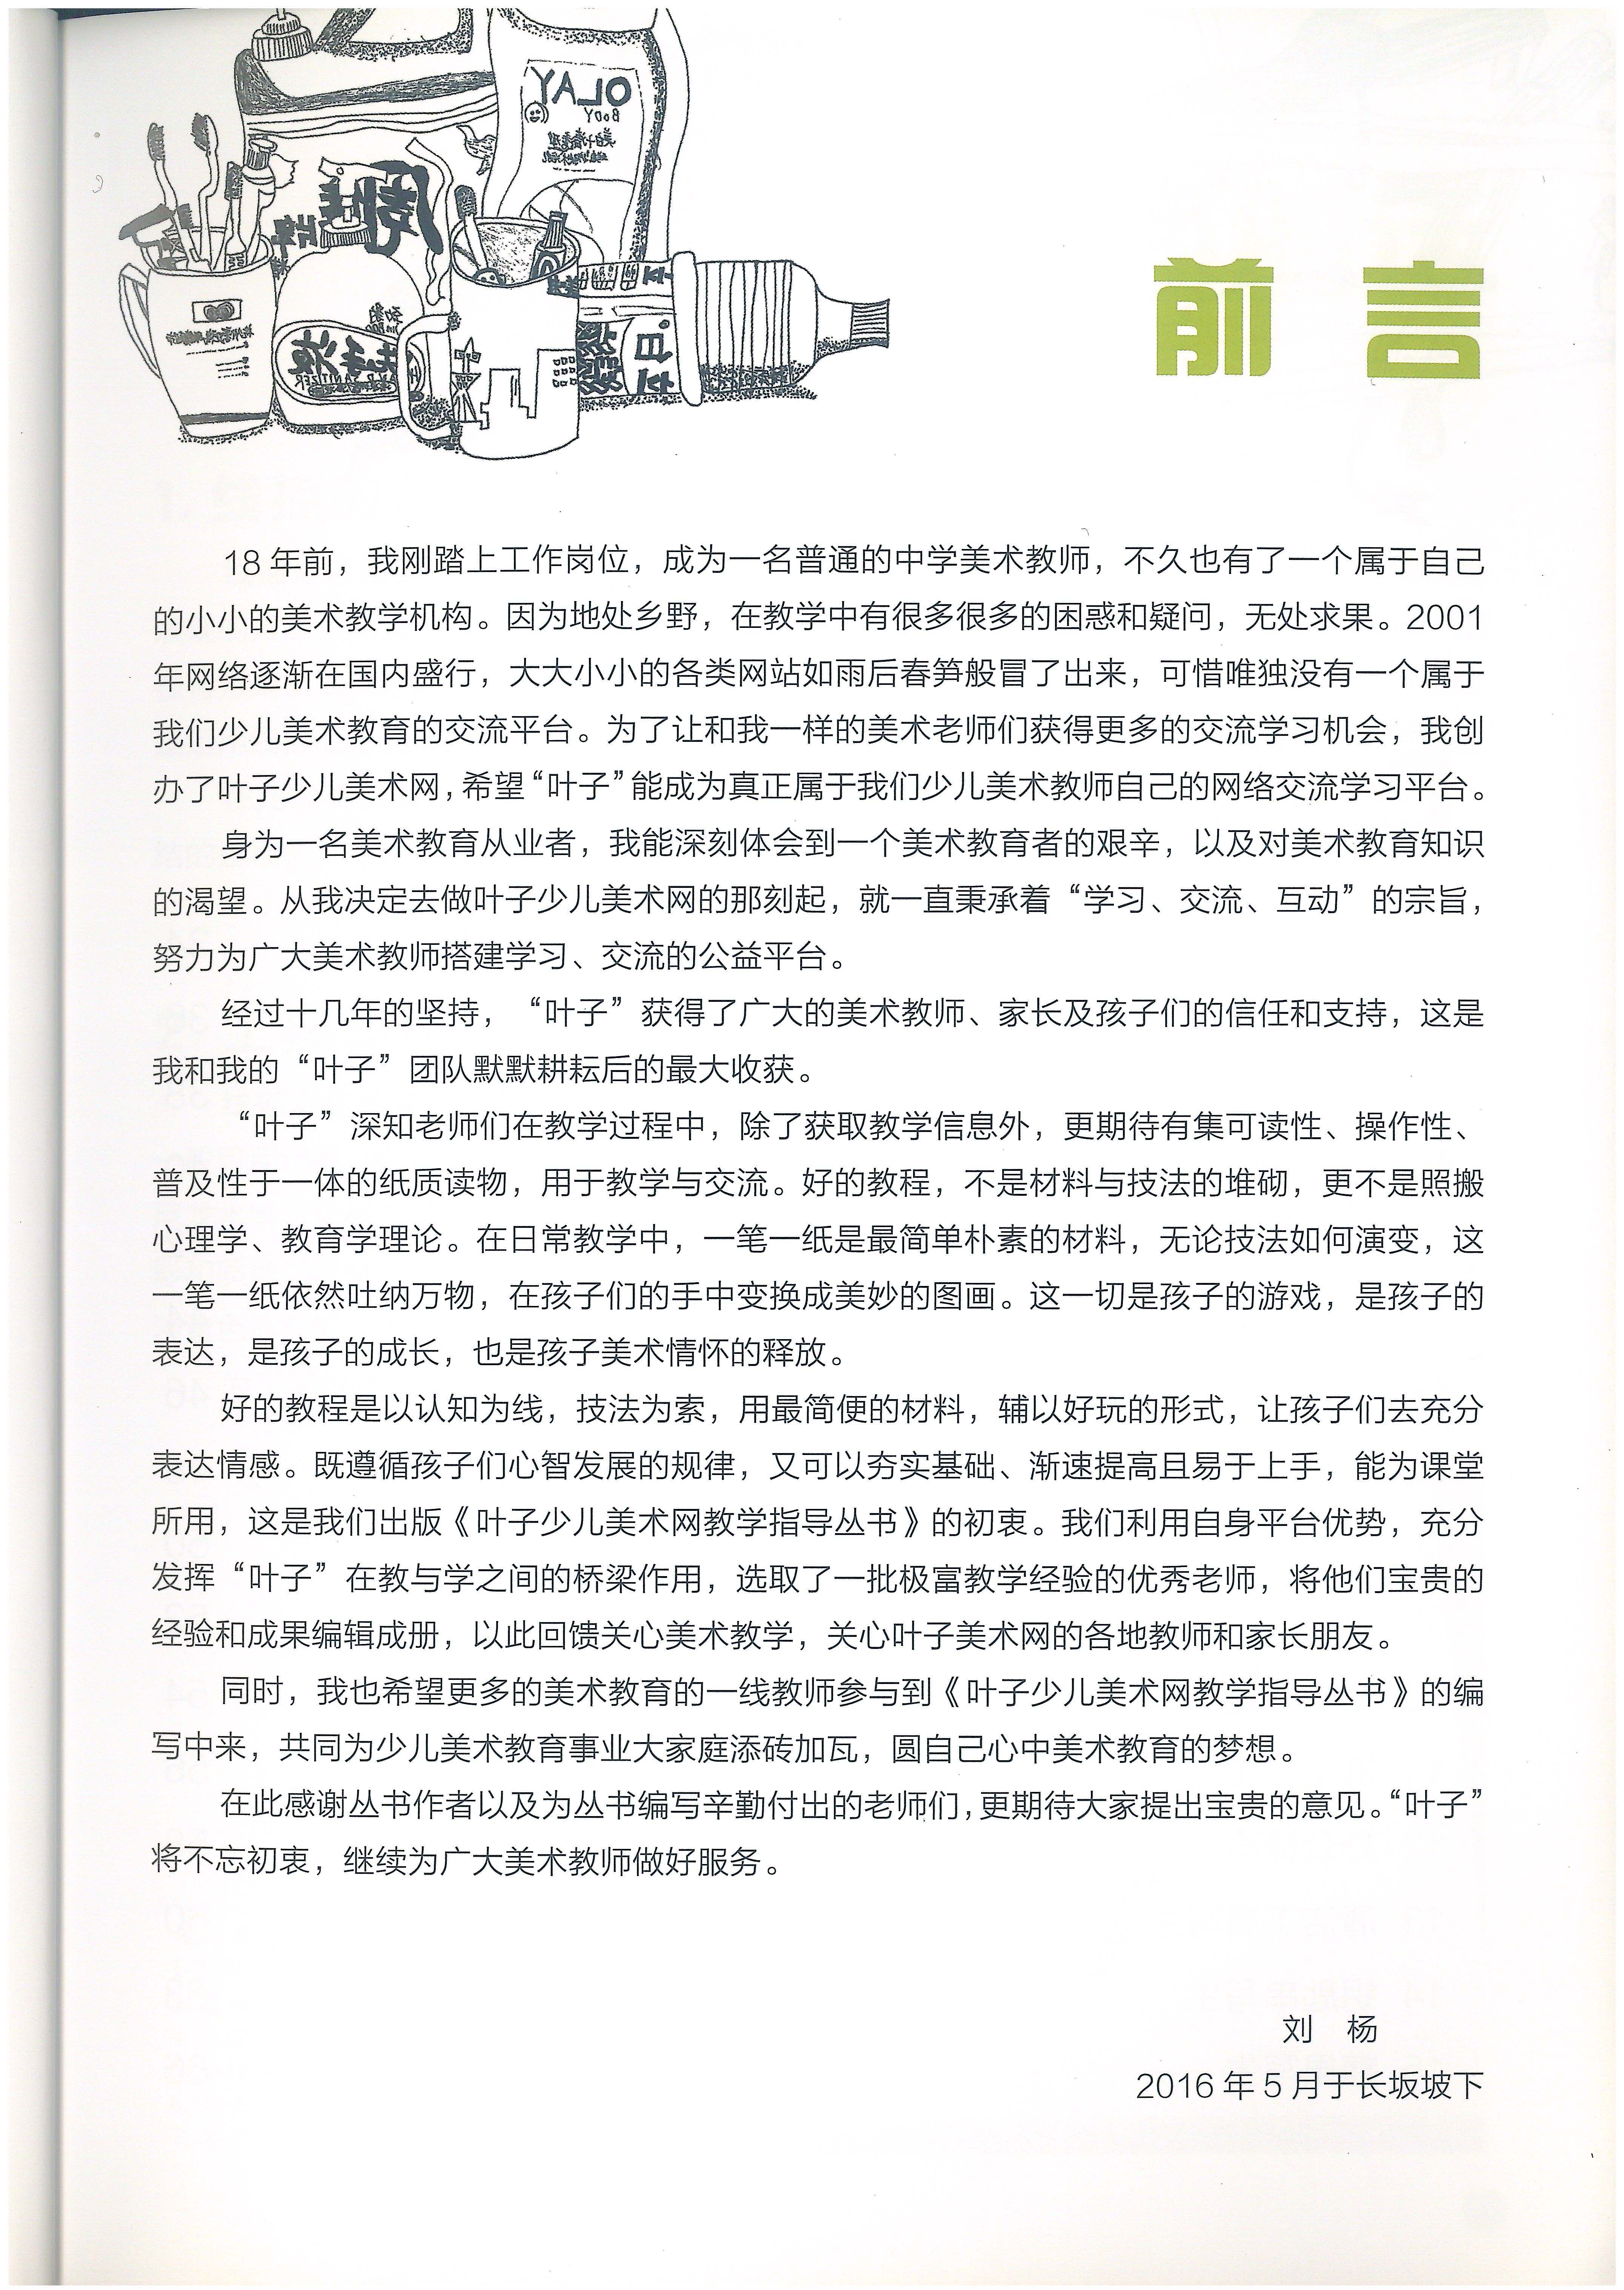 OLAY
BODY
前言
18年前，我刚踏上工作岗位，成为一名普通的中学美术教师，不久也有了一个属于自己
的小小的美术教学机构。因为地处乡野，在教学中有很多很多的困惑和疑问，无处求果。2001
年网络逐渐在国内盛行，大大小小的各类网站如雨后春笋般冒了出来，可惜唯独没有一个属于
我们少儿美术教育的交流平台。为了让和我一样的美术老师们获得更多的交流学习机会，我创
办了叶子少儿美术网，希望“叶子”能成为真正属于我们少儿美术教师自己的网络交流学习平台。
身为一名美术教育从业者，我能深刻体会到一个美术教育者的艰辛，以及对美术教育知识
的渴望。从我决定去做叶子少儿美术网的那刻起，就一直秉承着“学习、交流、互动”的宗旨，
努力为广大美术教师搭建学习、交流的公益平台。
经过十几年的坚持，“叶子”获得了广大的美术教师、家长及孩子们的信任和支持，这是
我和我的“叶子”团队默默耕耘后的最大收获。
“叶子”深知老师们在教学过程中，除了获取教学信息外，更期待有集可读性、操作性、
普及性于一体的纸质读物，用于教学与交流。好的教程，不是材料与技法的堆砌，更不是照搬
心理学、教育学理论。在日常教学中，一笔一纸是最简单朴素的材料，无论技法如何演变，这
一笔一纸依然吐纳万物，在孩子们的手中变换成美妙的图画。这一切是孩子的游戏，是孩子的
表达，是孩子的成长，也是孩子美术情怀的释放。
好的教程是以认知为线，技法为索，用最简便的材料，辅以好玩的形式，让孩子们去充分
表达情感。既遵循孩子们心智发展的规律，又可以夯实基础、渐速提高且易于上手，能为课堂
所用，这是我们出版《叶子少儿美术网教学指导丛书》的初衷。我们利用自身平台优势，充分
发挥“叶子”在教与学之间的桥梁作用，选取了一批极富教学经验的优秀老师，将他们宝贵的
经验和成果编辑成册，以此回馈关心美术教学，关心叶子美术网的各地教师和家长朋友。
同时，我也希望更多的美术教育的一线教师参与到《叶子少儿美术网教学指导丛书》的编
写中来，共同为少儿美术教育事业大家庭添砖加瓦，圆自己心中美术教育的梦想。
在此感谢丛书作者以及为丛书编写辛勤付出的老师们，更期待大家提出宝贵的意见。“叶子”
将不忘初衷，继续为广大美术教师做好服务。
刘 杨
2016年5月于长坂坡下